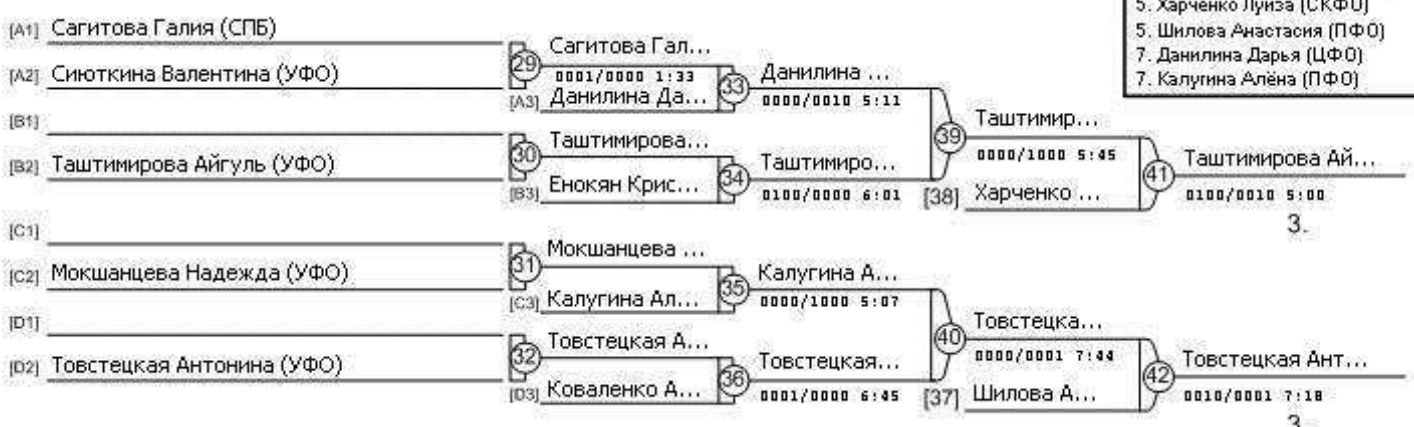 5. Харченко Луиза (СКФО)
5. Шилова Анастасия (ПФО)
7. Данилина Дарья (ЦФО)
7. Калугина Алёна (ПФО)
[A1] Сагитова Галия (СПБ)
[A2] Сиюткина Валентина (УФО)
29
Сагитова Гал...
0001/0000 1:33
[A3] Данилина Да...
33
Данилина ...
0000/0010 5:11
[B1]
[B2] Таштимирова Айгуль (УФО)
30
Таштимирова...
[B3] Енокян Крис...
34
Таштимиро...
0100/0000 6:01
39
Таштимир...
0000/1000 5:45
[38] Харченко ...
41
Таштимирова Ай...
0100/0010 5:00
3.
[C1]
[C2] Мокшанцева Надежда (УФО)
31
Мокшанцева ...
[C3] Калугина Ал...
35
Калугина А...
0000/1000 5:07
[D1]
[D2] Товстецкая Антонина (УФО)
32
Товстецкая А...
[D3] Коваленко А...
36
Товстецкая...
0001/0000 6:45
40
Товстецка...
0000/0001 7:44
[37] Шилова А...
42
Товстецкая Ант...
0010/0001 7:18
3.